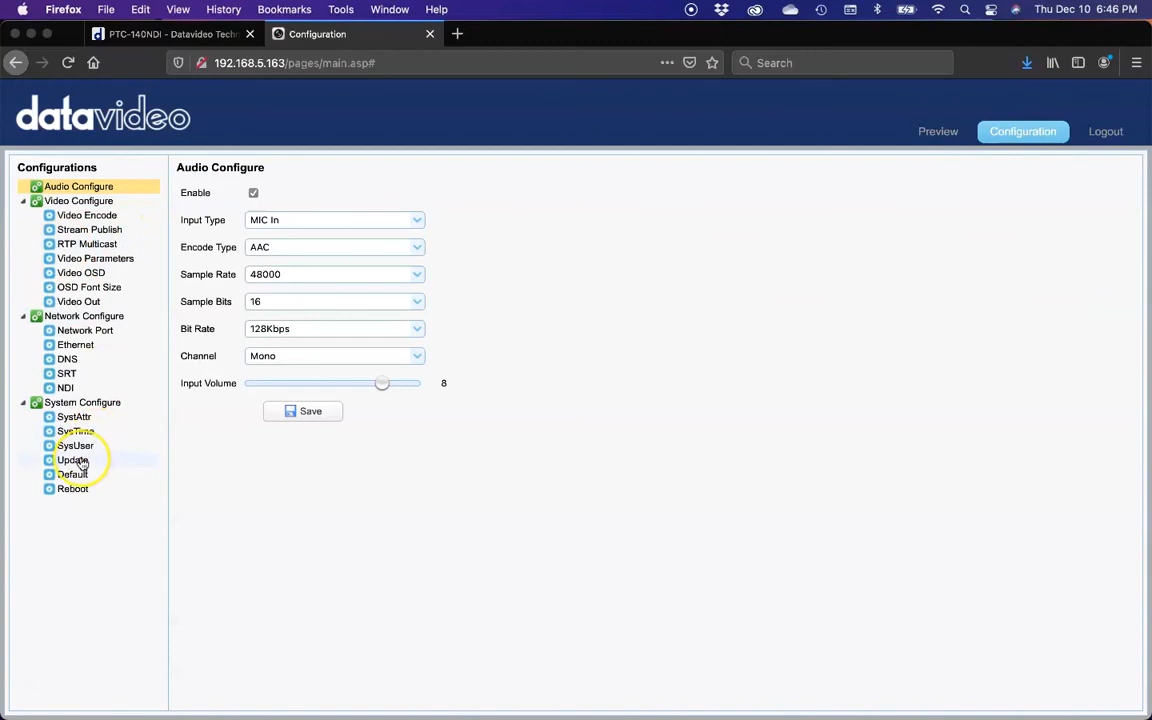 Firefox File Edit View History Bookmarks Tools Window Help Thu Dec 10 6:46 PM
PTC-140NDI - Datavideo Techn Configuration
192.168.5.163/pages/main.asp# Search
datavideo
Preview Configuration Logout
Configurations
Audio Configure
Video Configure
Video Encode
Stream Publish
RTP Multicast
Video Parameters
Video OSD
OSD Font Size
Video Out
Network Configure
Network Port
Ethernet
DNS
SRT
NDI
System Configure
SystAttr
SysTime
SysUser
Update
Default
Reboot
Audio Configure
Enable
Input Type MIC In
Encode Type AAC
Sample Rate 48000
Sample Bits 16
Bit Rate 128Kbps
Channel Mono
Input Volume 8
Save